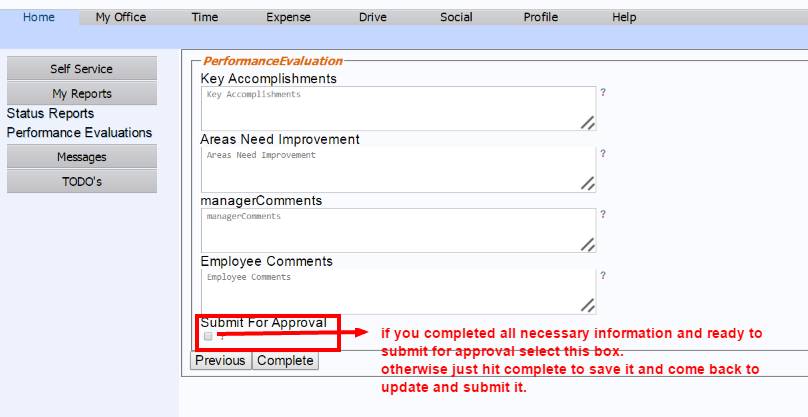 Home My Office Time Expense Drive Social Profile Help
Self Service
My Reports
Status Reports
Performance Evaluations
Messages
TODO's
PerformanceEvaluation
Key Accomplishments
Key Accomplishments
?
Areas Need Improvement
Areas Need Improvement
?
managerComments
managerComments
?
Employee Comments
Employee Comments
?
Submit For Approval
?
if you completed all necessary information and ready to
submit for approval select this box.
otherwise just hit complete to save it and come back to
update and submit it.
Previous Complete